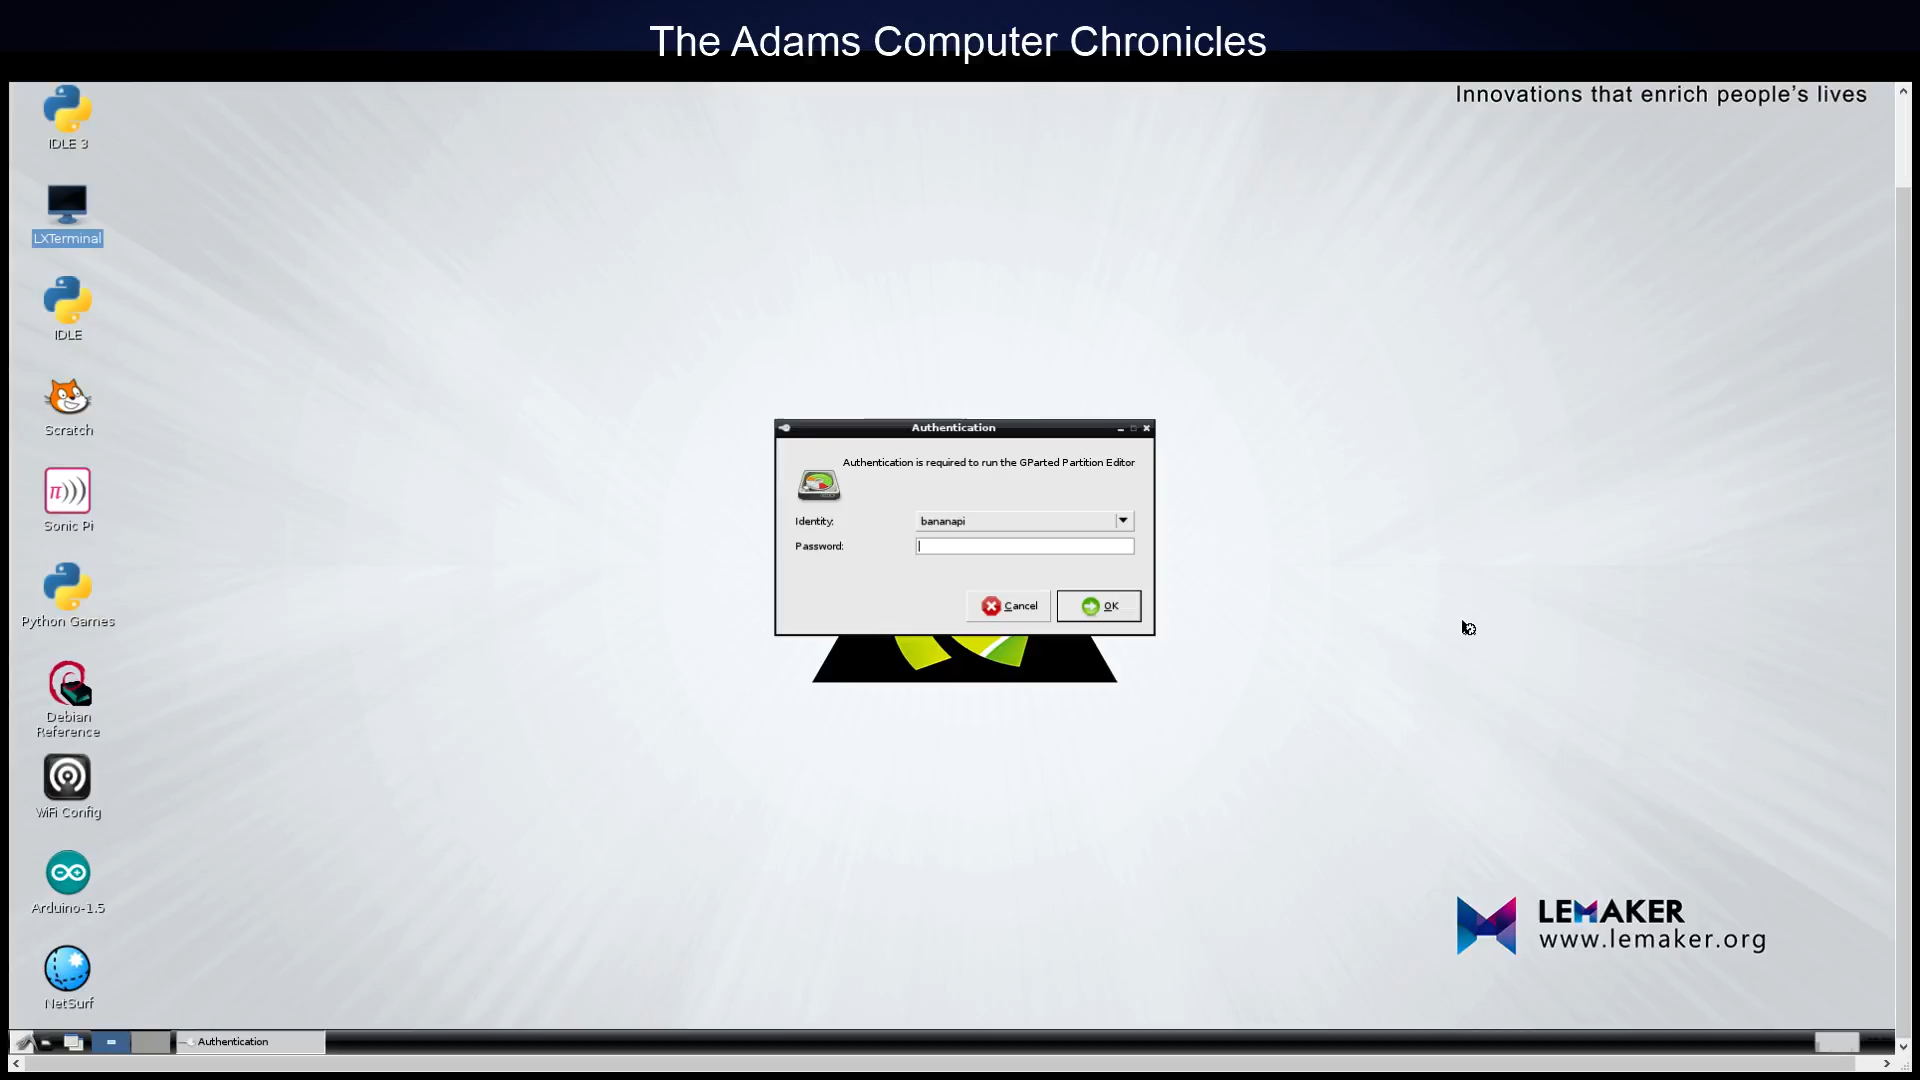 The Adams Computer Chronicles
Innovations that enrich people's lives
IDLE 3
LXTerminal
IDLE
Scratch
π)))
Sonic Pi
Python Games
Debian
Reference
WiFi Config
Arduino-1.5
NetSurf
Authentication
Authentication is required to run the GParted Partition Editor
Identity:
bananapi
Password:
Cancel
OK
LEMAKER
www.lemaker.org
Authentication